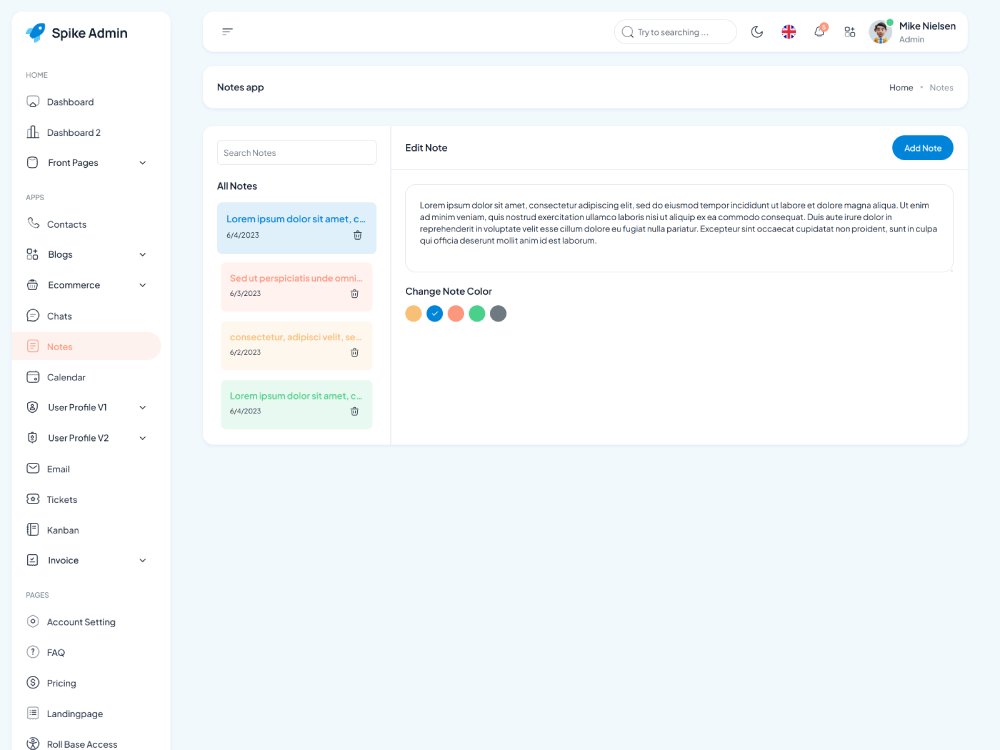 Spike Admin
HOME
Dashboard
Dashboard 2
Front Pages
APPS
Contacts
Blogs
Ecommerce
Chats
Notes
Calendar
User Profile V1
User Profile V2
Email
Tickets
Kanban
Invoice
PAGES
Account Setting
FAQ
Pricing
Landingpage
Roll Base Access
Try to searching ...
Mike Nielsen
Admin
Notes app
Home • Notes
Search Notes
All Notes
Lorem ipsum dolor sit amet, c...
6/4/2023
Sed ut perspiciatis unde omni...
6/3/2023
consectetur, adipisci velit, se...
6/2/2023
Lorem ipsum dolor sit amet, c...
6/4/2023
Edit Note
Add Note
Lorem ipsum dolor sit amet, consectetur adipiscing elit, sed do eiusmod tempor incididunt ut labore et dolore magna aliqua. Ut enim
ad minim veniam, quis nostrud exercitation ullamco laboris nisi ut aliquip ex ea commodo consequat. Duis aute irure dolor in
reprehenderit in voluptate velit esse cillum dolore eu fugiat nulla pariatur. Excepteur sint occaecat cupidatat non proident, sunt in culpa
qui officia deserunt mollit anim id est laborum.
Change Note Color